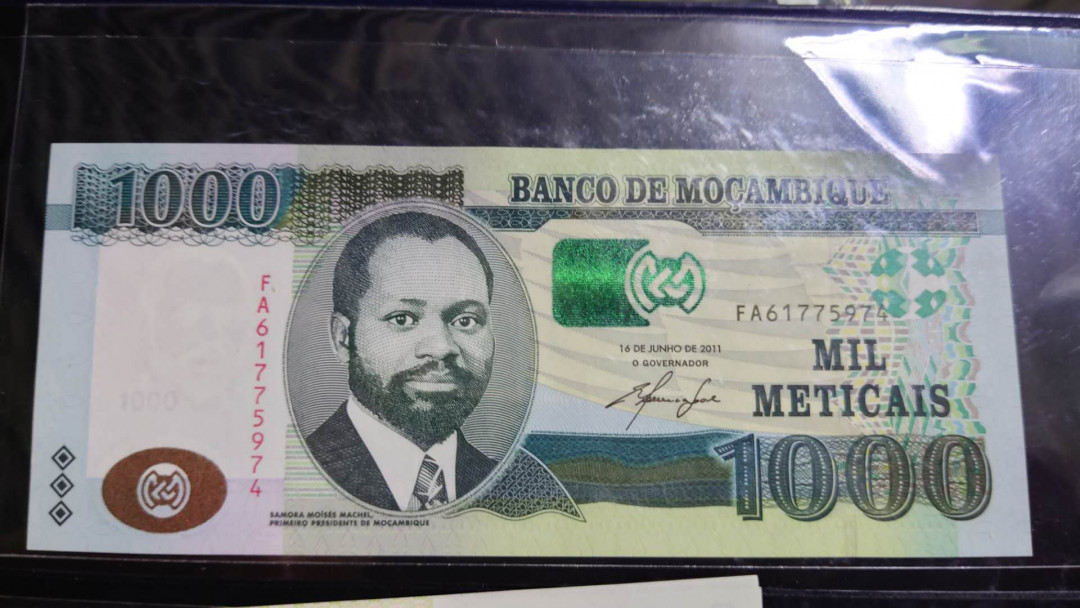 1000
BANCO DE MOÇAMBIQUE
FA61775974
FA61775974
16 DE JUNHO DE 2011
O GOVERNADOR
MIL
METICAIS
1000
1000
SAMORA MOISÉS MACHEL,
PRIMEIRO PRESIDENTE DE MOÇAMBIQUE